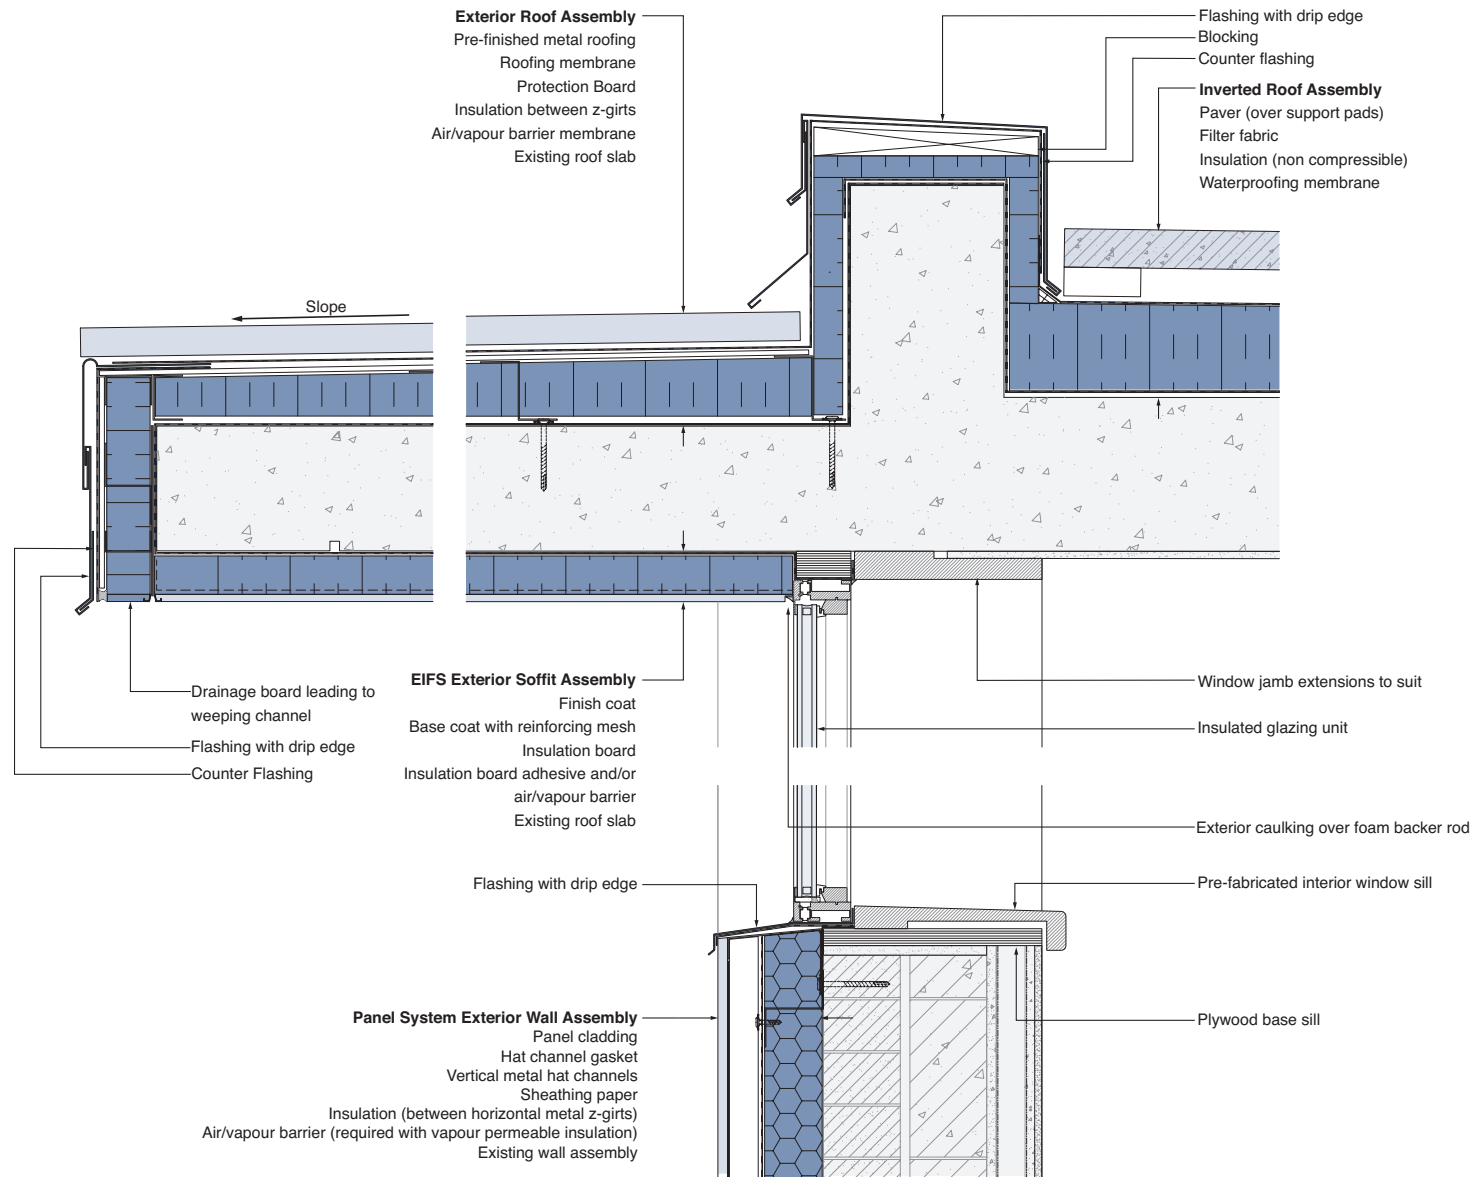 Exterior Roof Assembly
Pre-finished metal roofing
Roofing membrane
Protection Board
Insulation between z-girts
Air/vapour barrier membrane
Existing roof slab
Flashing with drip edge
Blocking
Counter flashing
Inverted Roof Assembly
Paver (over support pads)
Filter fabric
Insulation (non compressible)
Waterproofing membrane
Slope
Drainage board leading to
weeping channel
Flashing with drip edge
Counter Flashing
EIFS Exterior Soffit Assembly
Finish coat
Base coat with reinforcing mesh
Insulation board
Insulation board adhesive and/or
air/vapour barrier
Existing roof slab
Window jamb extensions to suit
Insulated glazing unit
Exterior caulking over foam backer rod
Flashing with drip edge
Pre-fabricated interior window sill
Panel System Exterior Wall Assembly
Panel cladding
Hat channel gasket
Vertical metal hat channels
Sheathing paper
Insulation (between horizontal metal z-girts)
Air/vapour barrier (required with vapour permeable insulation)
Existing wall assembly
Plywood base sill